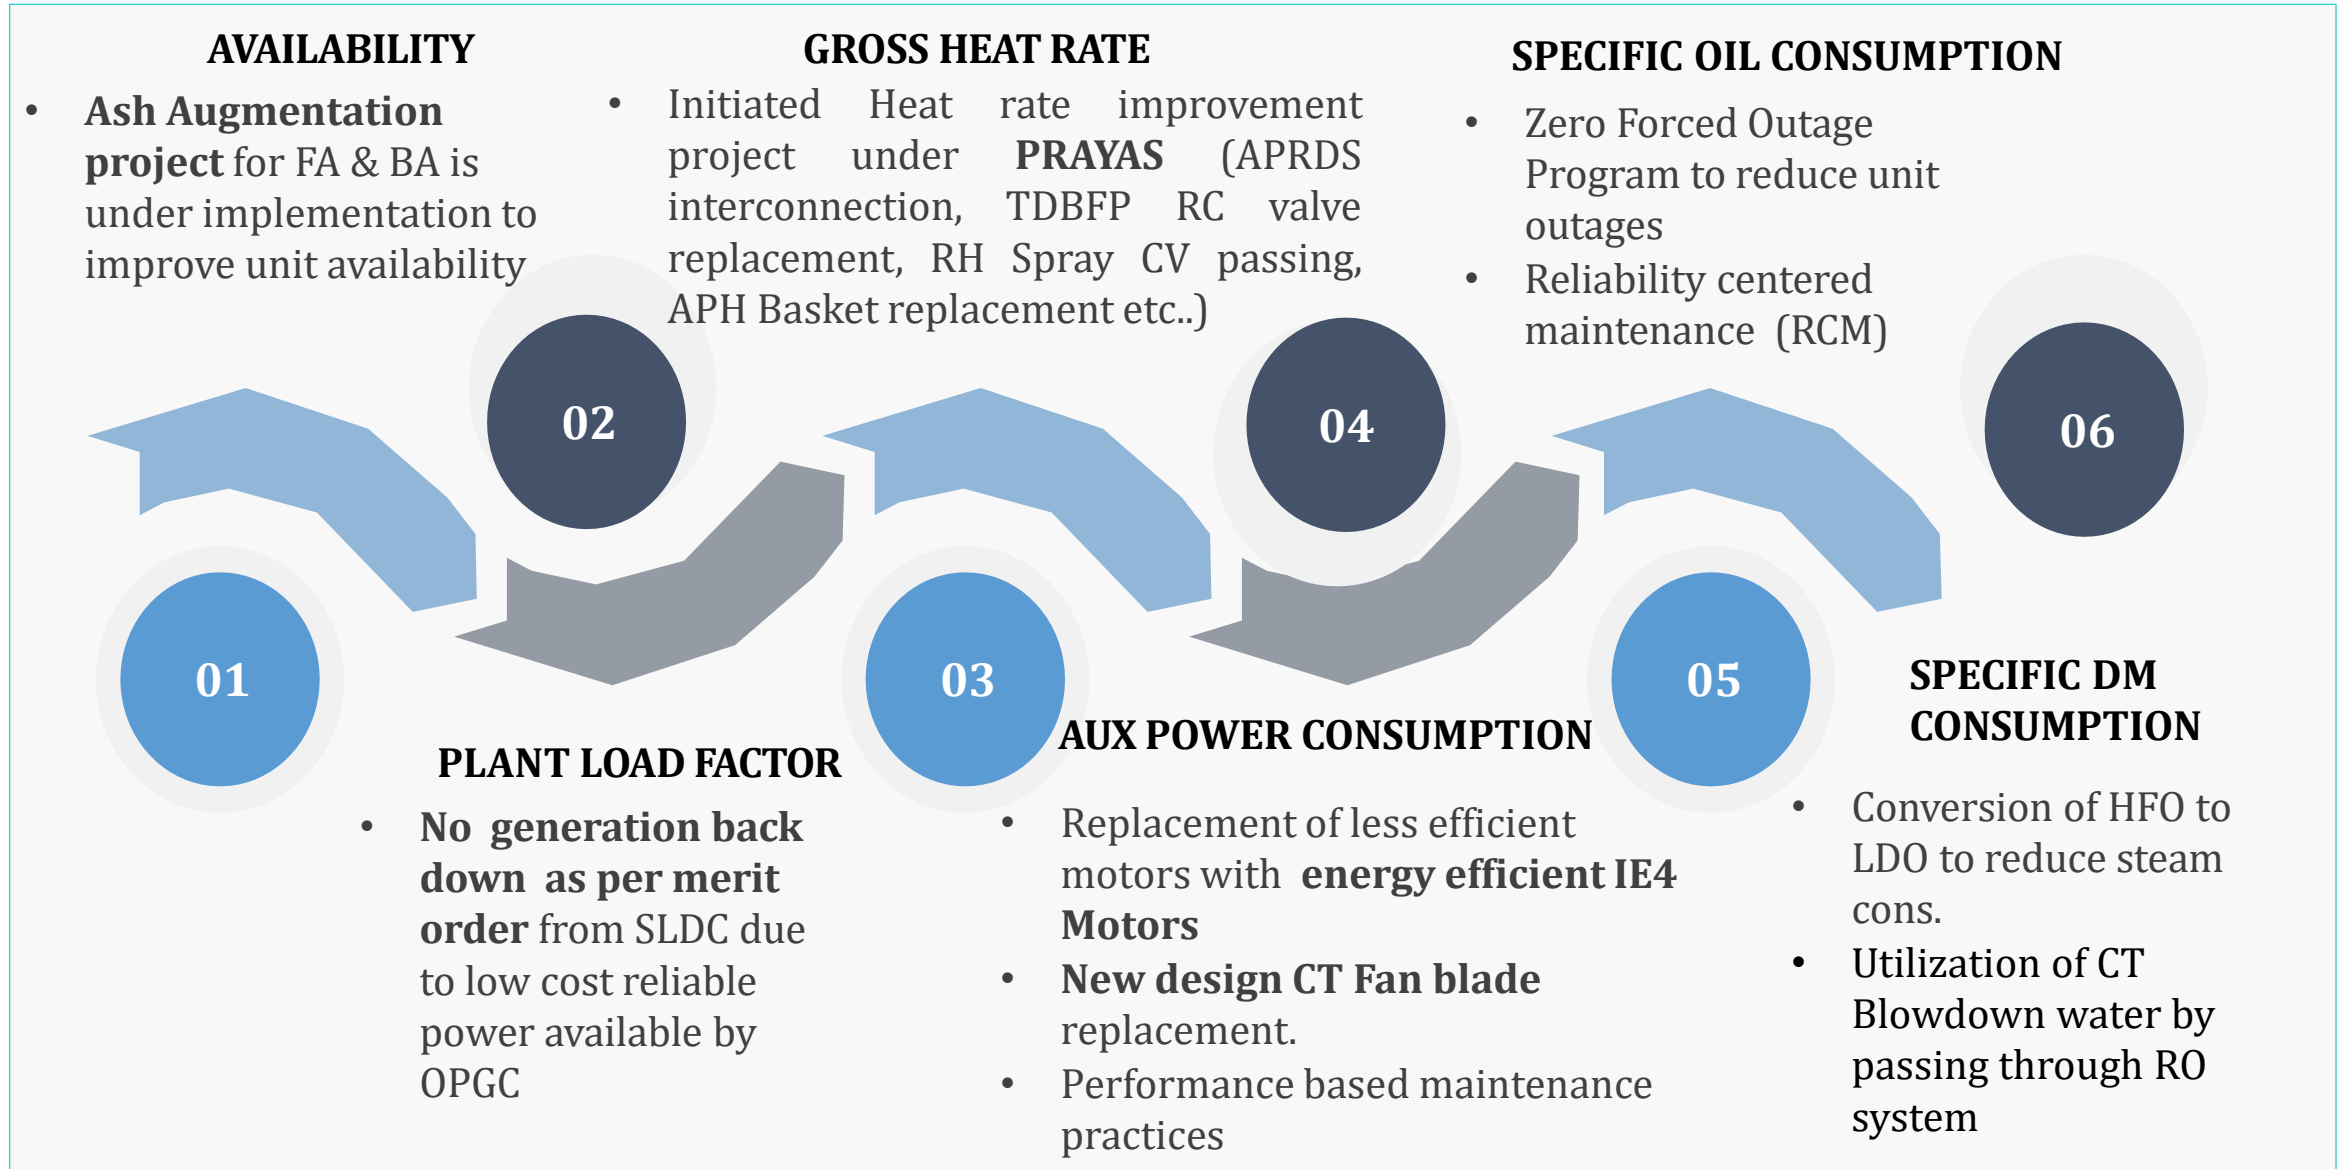 AVAILABILITY
• Ash Augmentation
project for FA & BA is
under implementation to
improve unit availability
01
02
PLANT LOAD FACTOR
• No generation back
down as per merit
order from SLDC due
to low cost reliable
power available by
OPGC
GROSS HEAT RATE
• Initiated Heat rate improvement
project under PRAYAS (APRDS
interconnection, TDBFP RC valve
replacement, RH Spray CV passing,
APH Basket replacement etc..)
03
04
AUX POWER CONSUMPTION
• Replacement of less efficient
motors with energy efficient IE4
Motors
• New design CT Fan blade
replacement.
• Performance based maintenance
practices
SPECIFIC OIL CONSUMPTION
• Zero Forced Outage
Program to reduce unit
outages
• Reliability centered
maintenance (RCM)
05
06
SPECIFIC DM
CONSUMPTION
• Conversion of HFO to
LDO to reduce steam
cons.
• Utilization of CT
Blowdown water by
passing through RO
system